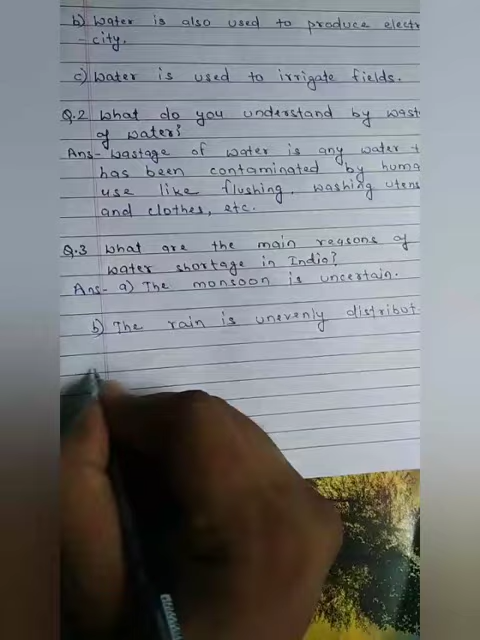 b) Water is also used to produce electr
- city.
c) Water is used to irrigate fields.
Q.2 What do you understand by wast
of water?
Ans- Wastage of water is any water t
has been contaminated by huma
use like flushing, washing utens
and clothes, etc.
Q.3 What are the main reasons of
water shortage in India?
Ans- a) The monsoon is uncertain.
b) The rain is unevenly distribut